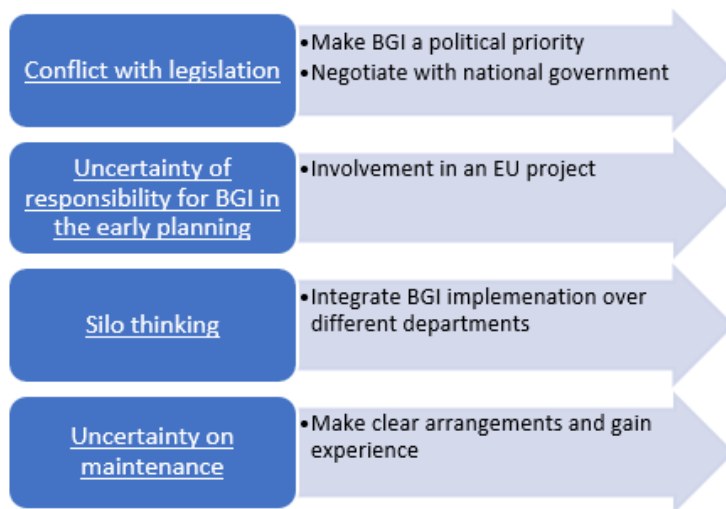 Conflict with legislation
•Make BGI a political priority
•Negotiate with national government
Uncertainty of
responsibility for BGI in
the early planning
•Involvement in an EU project
Silo thinking
•Integrate BGI implemenation over
different departments
Uncertainty on
maintenance
•Make clear arrangements and gain
experience